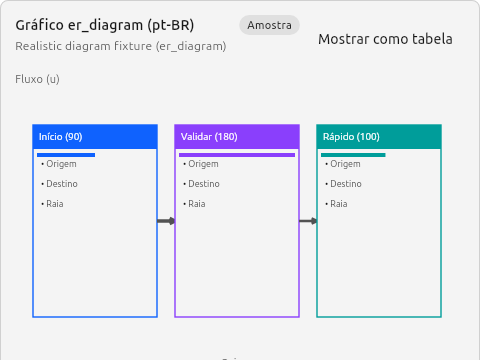 Gráfico er_diagram (pt-BR)
Amostra
Realistic diagram fixture (er_diagram)
Mostrar como tabela
Fluxo (u)
Início (90)
• Origem
• Destino
• Raia
Validar (180)
• Origem
• Destino
• Raia
Rápido (100)
• Origem
• Destino
• Raia